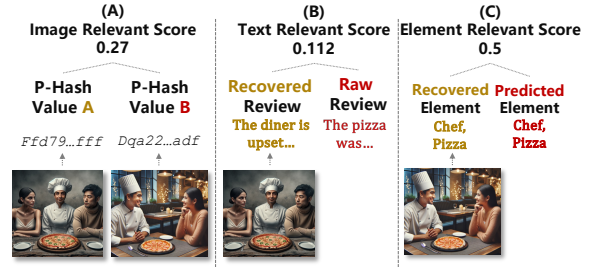 (A)
Image Relevant Score
0.27
P-Hash
Value A
P-Hash
Value B
Ffd79...fff
Dqa22...adf
(B)
Text Relevant Score
0.112
Recovered
Review
Raw
Review
The diner is
upset...
The pizza
was...
(C)
Element Relevant Score
0.5
Recovered
Element
Predicted
Element
Chef,
Pizza
Chef,
Pizza